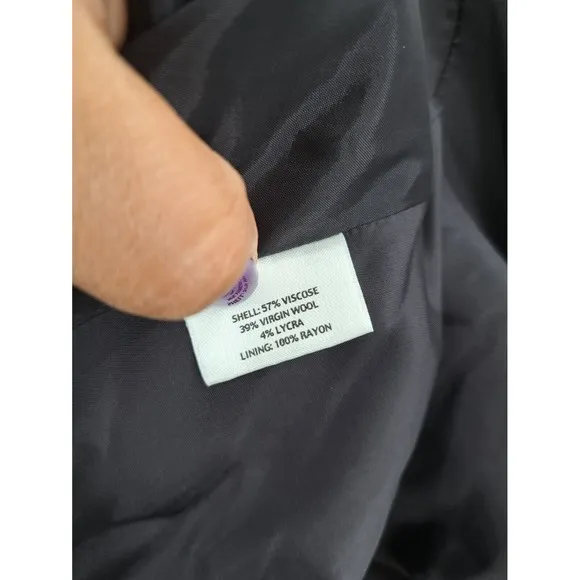 SHELL: 57% VISCOSE
39% VIRGIN WOOL
4% LYCRA
LINING: 100% RAYON